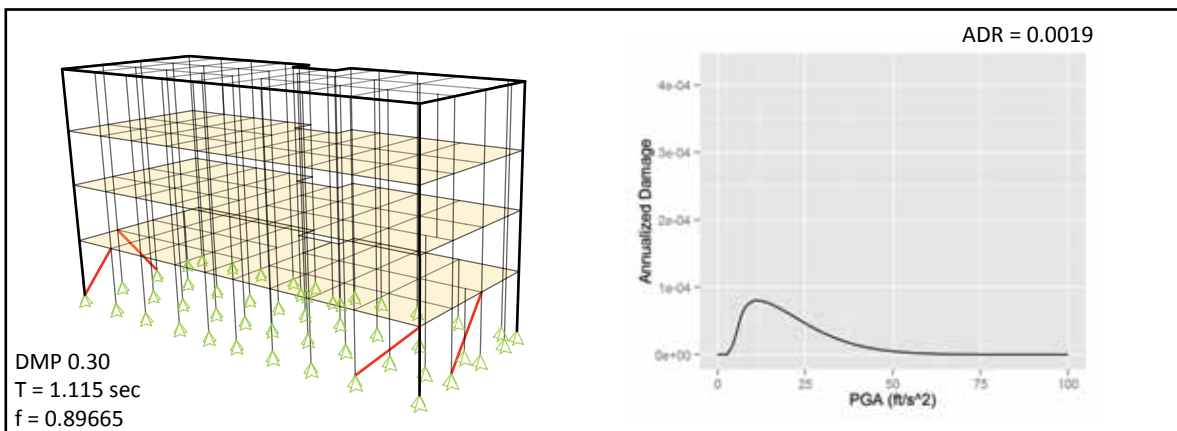 ADR = 0.0019
4e-04
3e-04
2e-04
1e-04
0e+00
Annualized Damage
0
25
50
75
100
PGA (ft/s^2)
DMP 0.30
T = 1.115 sec
f = 0.89665